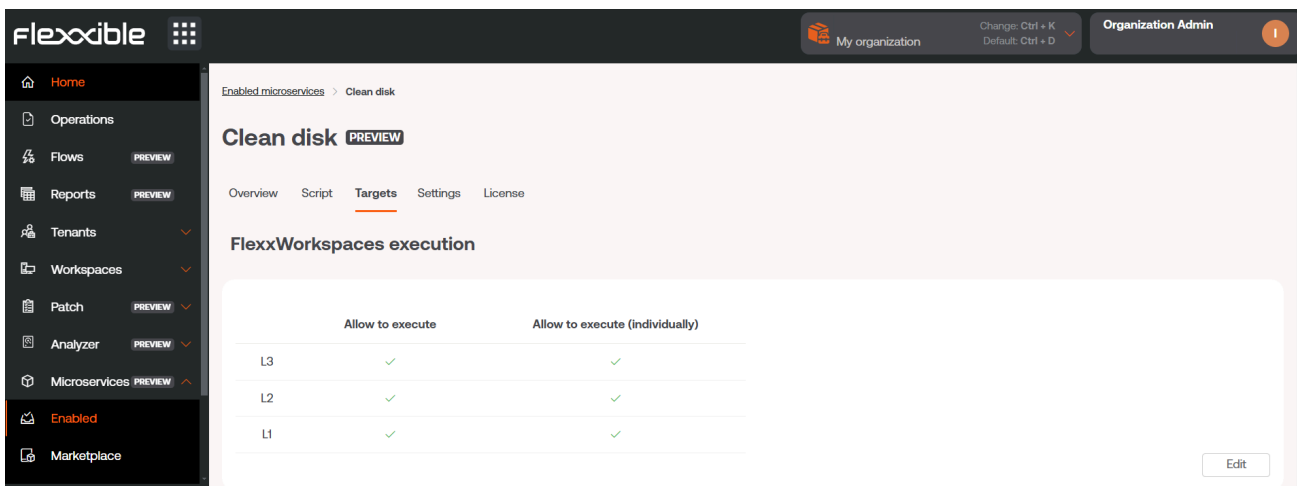 Flexxible
My organization
Change: Ctrl + K
Default: Ctrl + D
Organization Admin
I
Home
Operations
Flows PREVIEW
Reports PREVIEW
Tenants
Workspaces
Patch PREVIEW
Analyzer PREVIEW
Microservices PREVIEW
Enabled
Marketplace
Enabled microservices > Clean disk
Clean disk PREVIEW
Overview Script Targets Settings License
FlexxWorkspaces execution
Allow to execute Allow to execute (individually)
L3
L2
L1
Edit